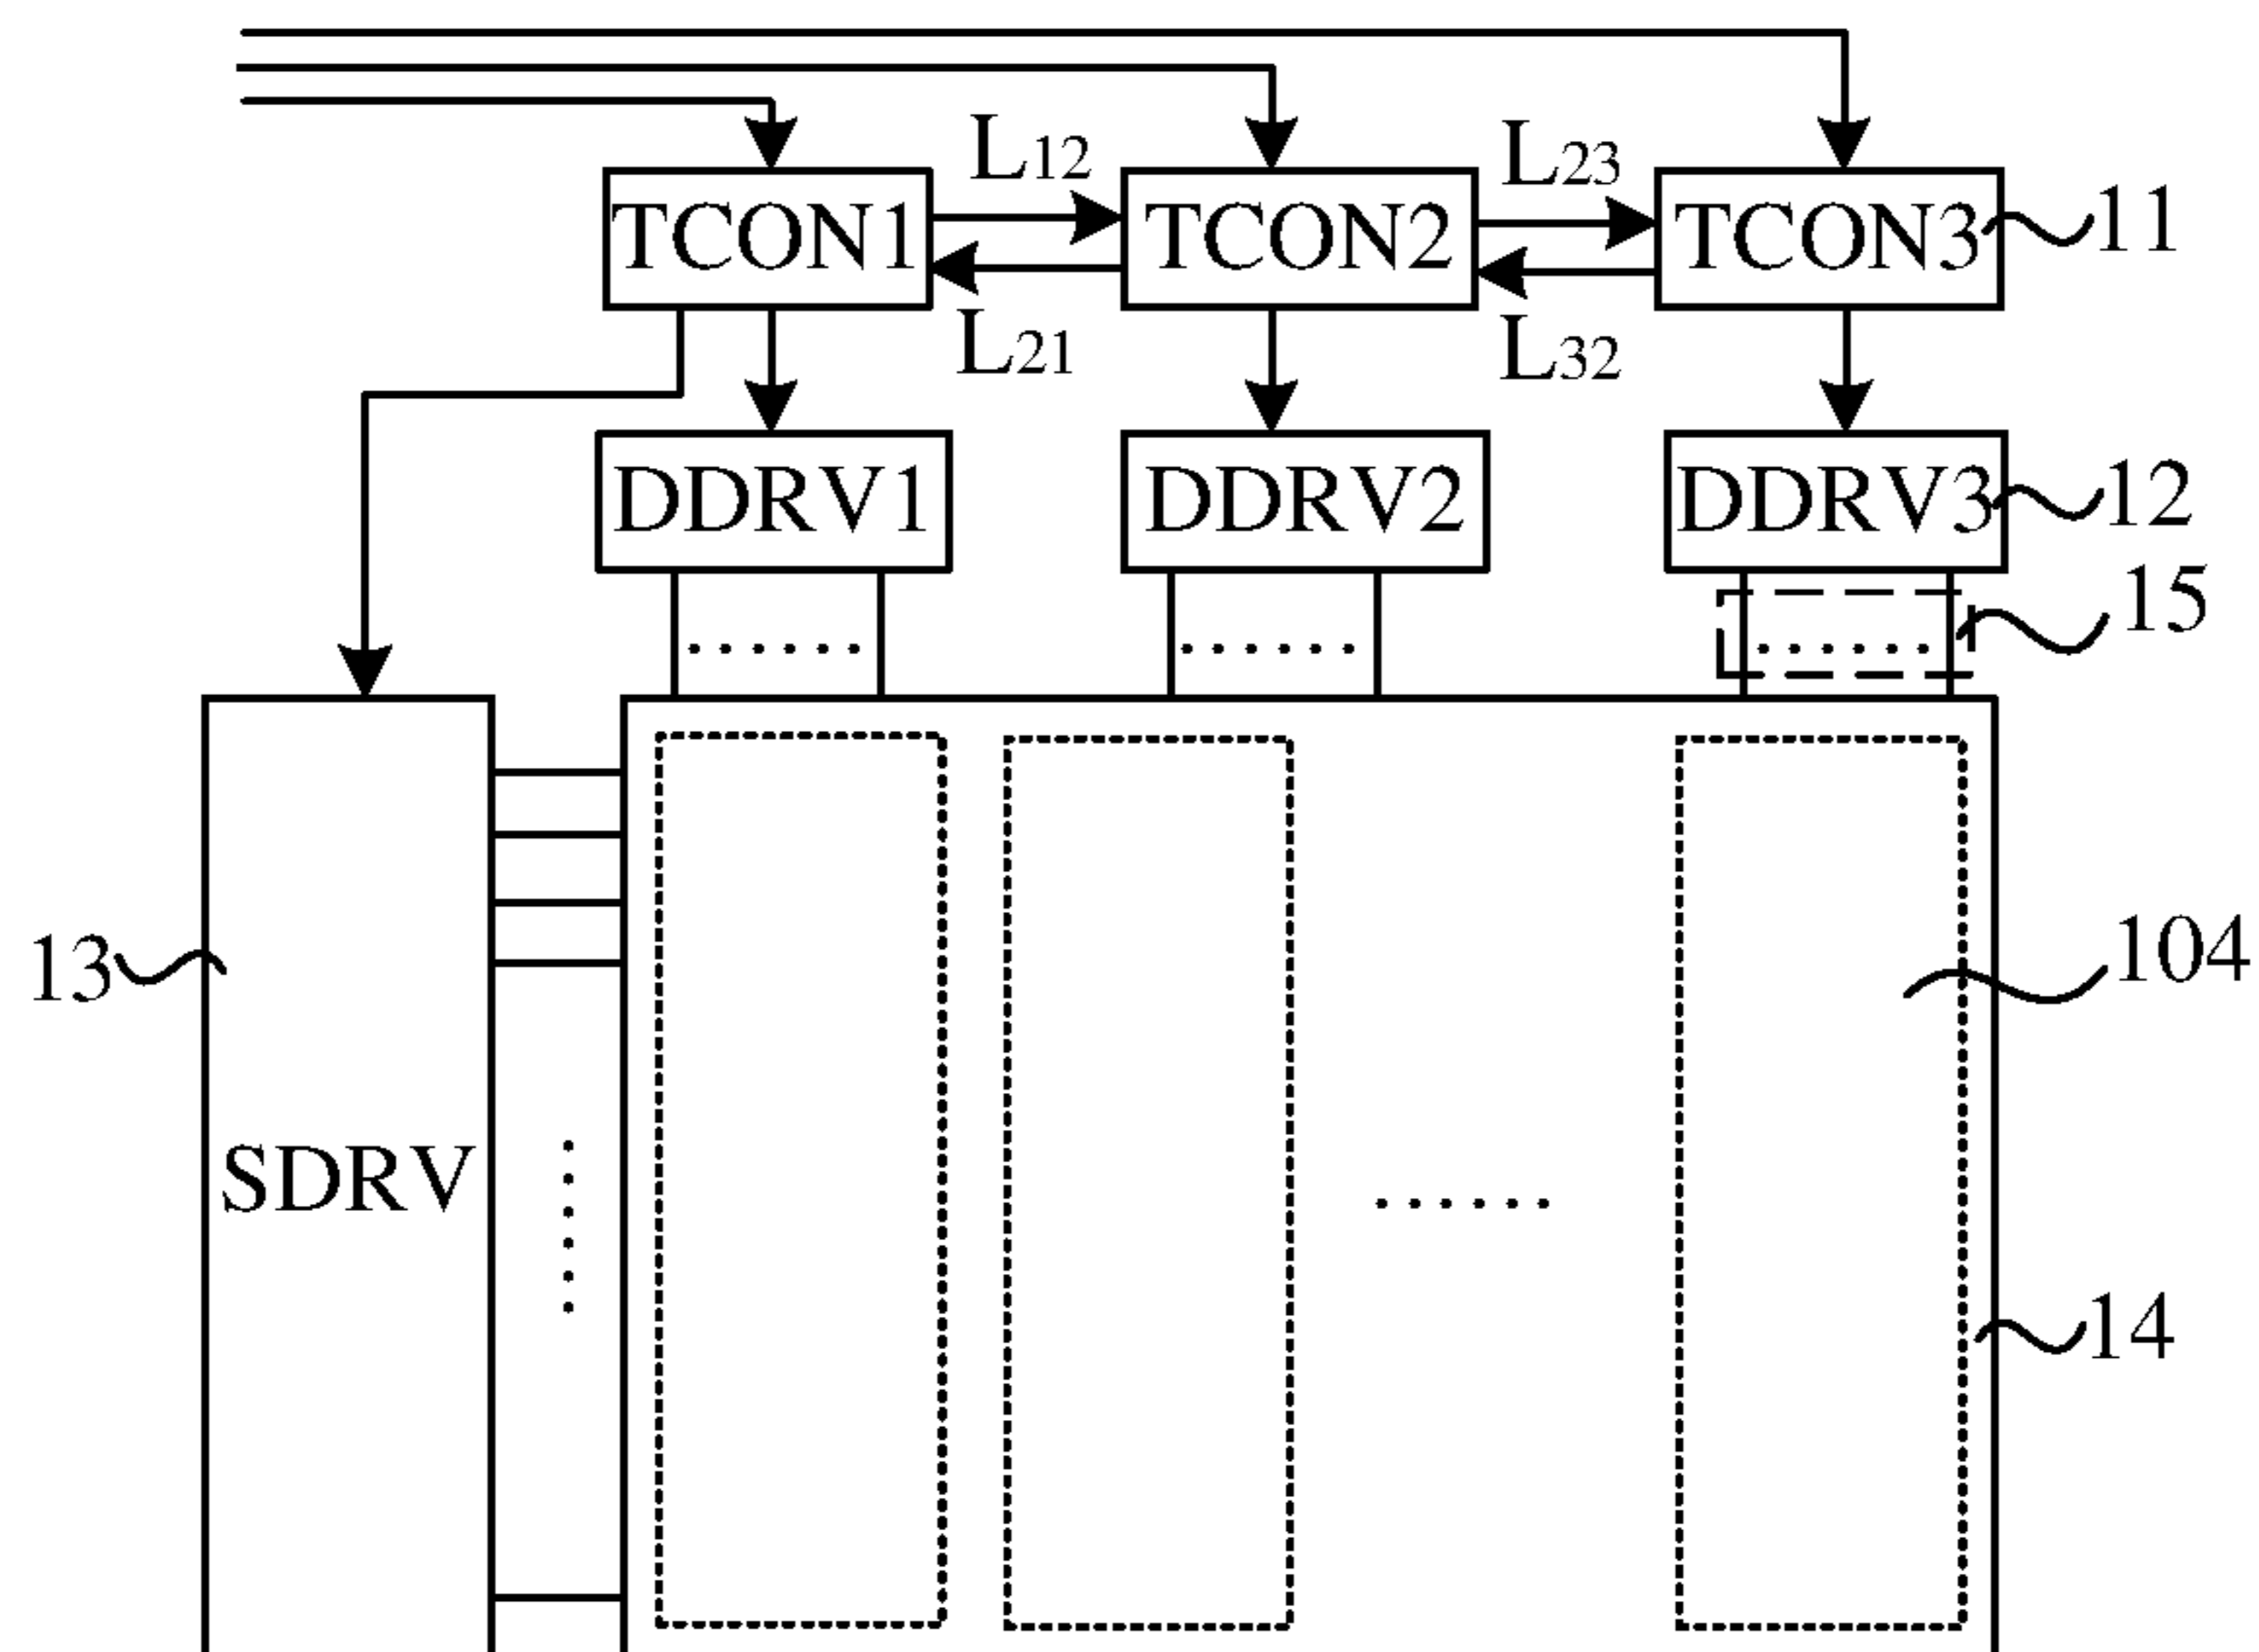 L12 L23
TCON1 TCON2 TCON3 11
L21 L32
DDRV1 DDRV2 DDRV3 12
15
13 104
SDRV
14